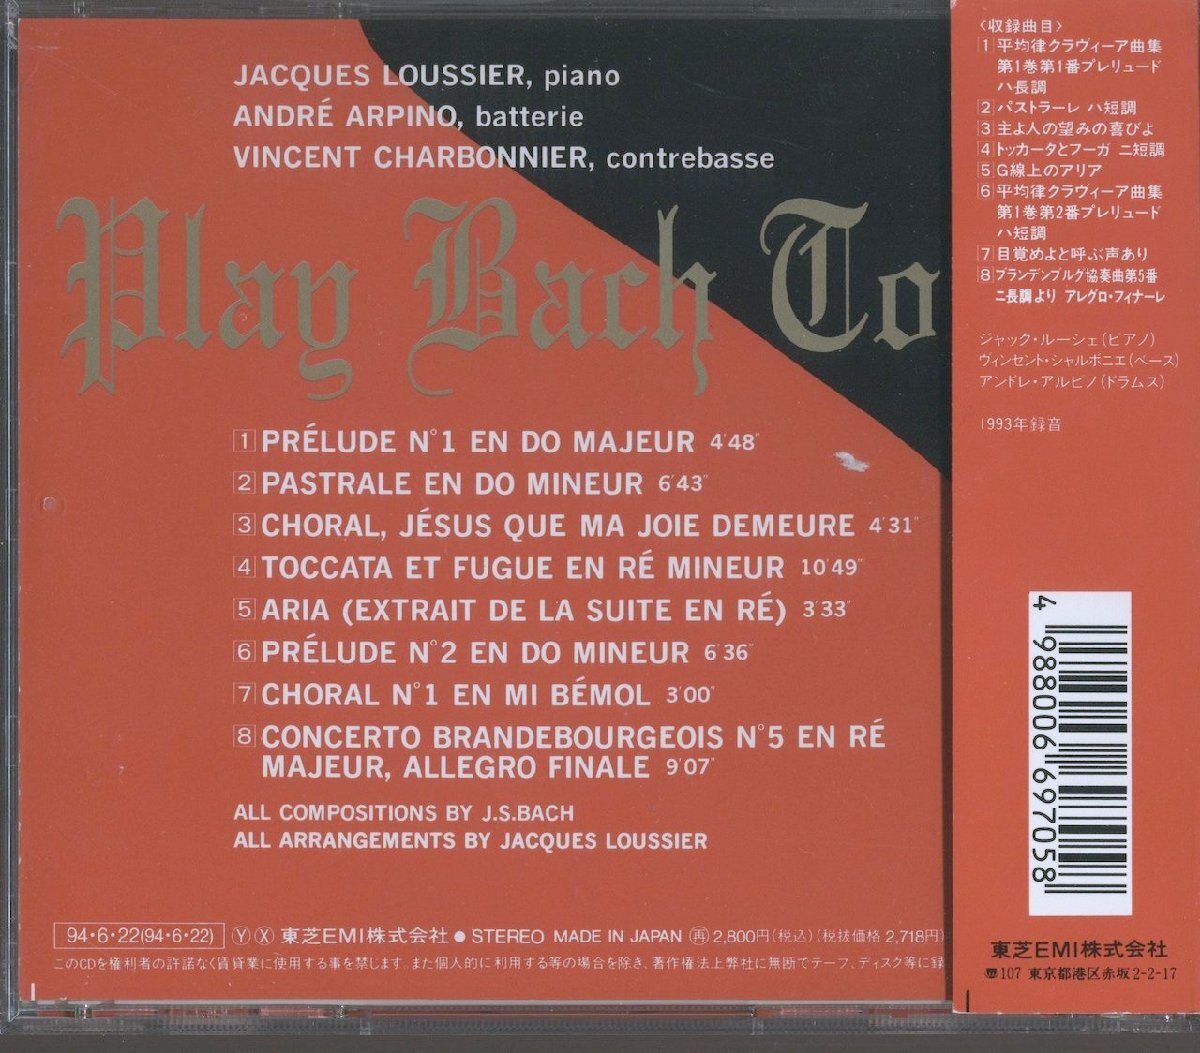 JACQUES LOUSSIER, piano
ANDRÉ ARPINO, batterie
VINCENT CHARBONNIER, contrebasse
Play Bach To
1 PRÉLUDE N°1 EN DO MAJEUR 4'48"
2 PASTRALE EN DO MINEUR 6'43"
3 CHORAL, JÉSUS QUE MA JOIE DEMEURE 4'31"
4 TOCCATA ET FUGUE EN RÉ MINEUR 10'49"
5 ARIA (EXTRAIT DE LA SUITE EN RÉ) 3'33"
6 PRÉLUDE N°2 EN DO MINEUR 6'36"
7 CHORAL N°1 EN MI BÉMOL 3'00"
8 CONCERTO BRANDEBOURGEOIS N°5 EN RÉ
MAJEUR, ALLEGRO FINALE 9'07"
ALL COMPOSITIONS BY J.S.BACH
ALL ARRANGEMENTS BY JACQUES LOUSSIER
94・6・22(94・6・22) Ⓨ Ⓧ 東芝EMI株式会社 ● STEREO MADE IN JAPAN ㊂2,800円(税込)(税抜価格 2,718円)
このCDを権利者の許諾なく賃貸業に使用する事を禁じます。また個人的に利用する等の場合を除き、著作権法上弊社に無断でテープ、ディスク等に録
〈収録曲目〉
1 平均律クラヴィーア曲集
第1巻第1番プレリュード
ハ長調
2 パストラーレ ハ短調
3 主よ人の望みの喜びよ
4 トッカータとフーガ ニ短調
5 G線上のアリア
6 平均律クラヴィーア曲集
第1巻第2番プレリュード
ハ短調
7 目覚めよと呼ぶ声あり
8 ブランデンブルグ協奏曲第5番
ニ長調より アレグロ・フィナーレ
ジャック・ルーシェ(ピアノ)
ヴィンセント・シャルボニエ(ベース)
アンドレ・アルピノ(ドラムス)
1993年録音
4 988006 697058
東芝EMI株式会社
〠107 東京都港区赤坂2-2-17